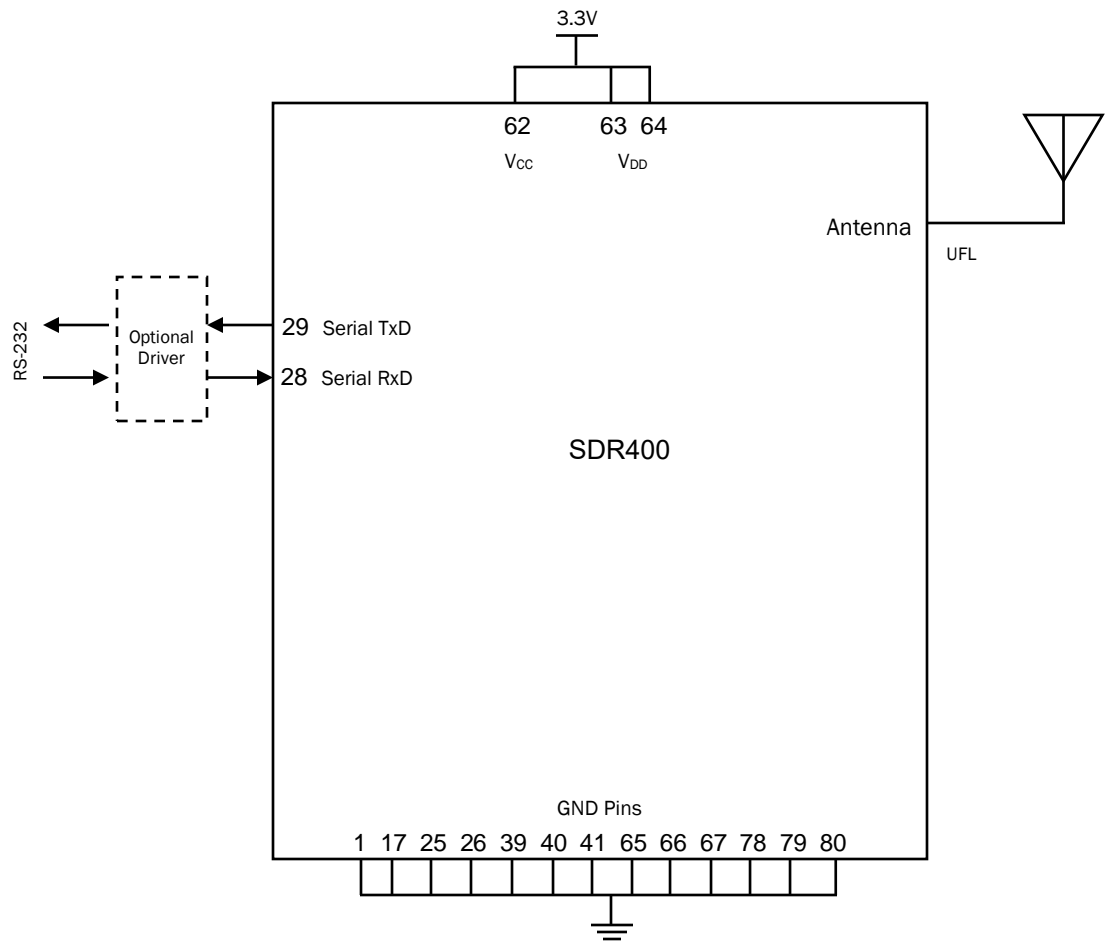 3.3V
62 63 64
VCC VDD
Antenna
UFL
RS-232
Optional
Driver
29 Serial TxD
28 Serial RxD
SDR400
GND Pins
1 17 25 26 39 40 41 65 66 67 78 79 80